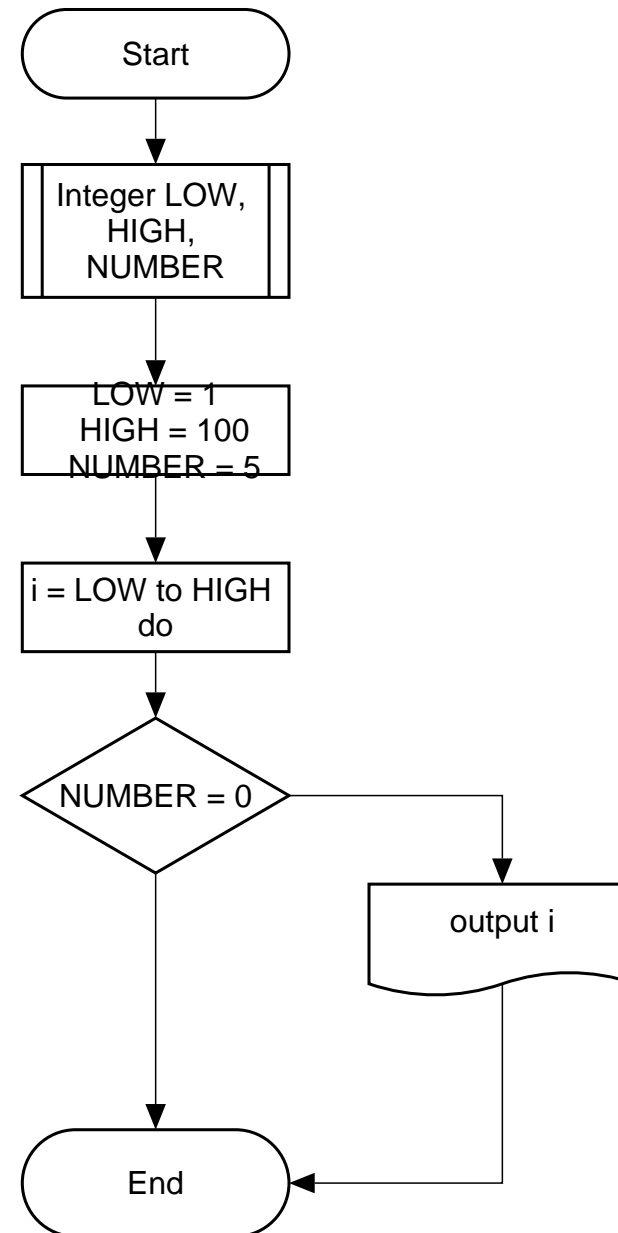 Start
Integer LOW,
HIGH,
NUMBER
LOW = 1
HIGH = 100
NUMBER = 5
i = LOW to HIGH
do
NUMBER = 0
output i
End